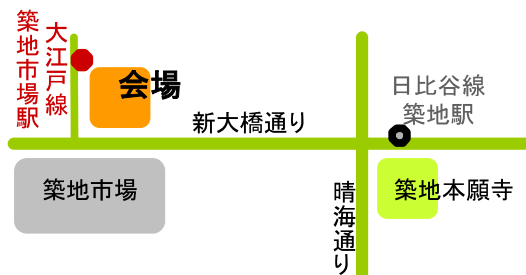 大江戸線
築地市場駅
会場
日比谷線
築地駅
新大橋通り
築地市場
晴海通り
築地本願寺